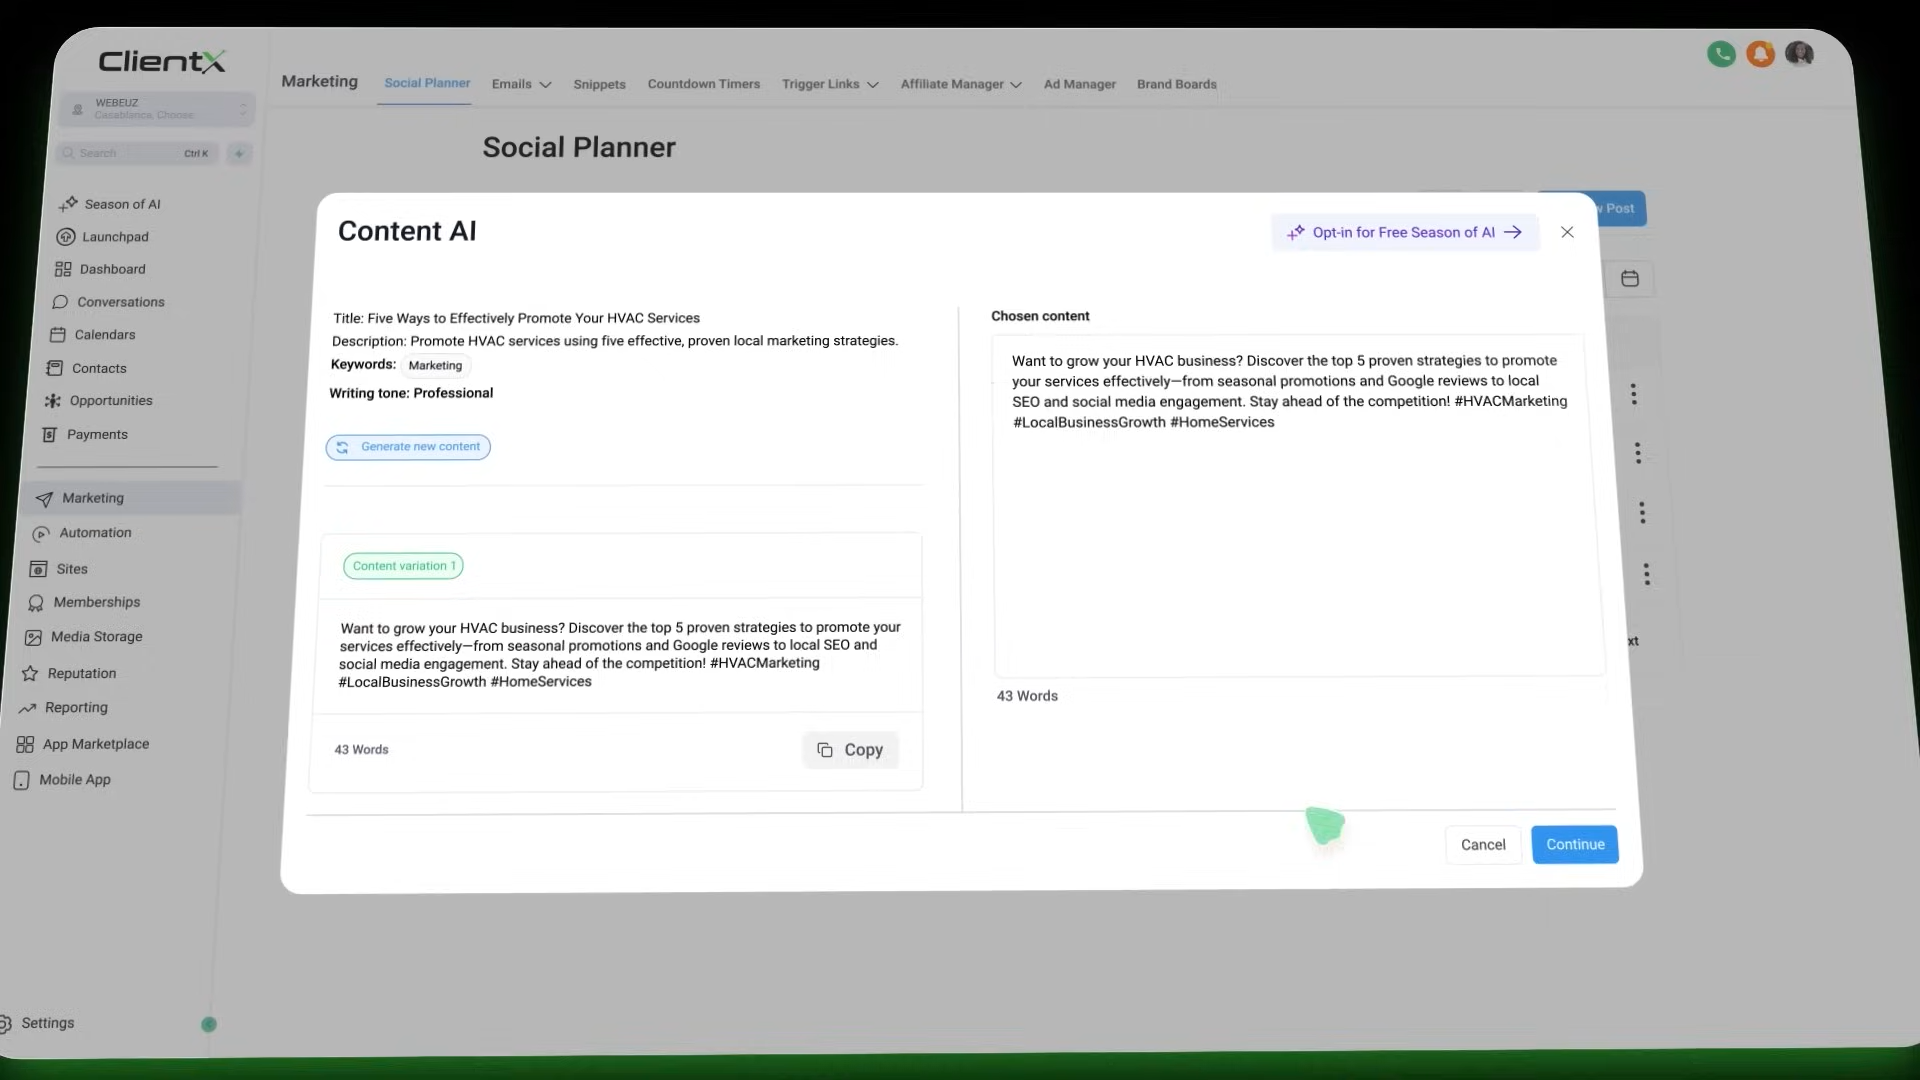 ClientX
WEBEUZ
Casablanca, Choose
Search Ctrl K
Season of AI
Launchpad
Dashboard
Conversations
Calendars
Contacts
Opportunities
Payments
Marketing
Automation
Sites
Memberships
Media Storage
Reputation
Reporting
App Marketplace
Mobile App
Settings
Marketing Social Planner Emails Snippets Countdown Timers Trigger Links Affiliate Manager Ad Manager Brand Boards
Social Planner
Post
Content AI
Opt-in for Free Season of AI
Title: Five Ways to Effectively Promote Your HVAC Services
Description: Promote HVAC services using five effective, proven local marketing strategies.
Keywords: Marketing
Writing tone: Professional
Generate new content
Content variation 1
Want to grow your HVAC business? Discover the top 5 proven strategies to promote your
services effectively—from seasonal promotions and Google reviews to local SEO and
social media engagement. Stay ahead of the competition! #HVACMarketing
#LocalBusinessGrowth #HomeServices
43 Words
Copy
Chosen content
Want to grow your HVAC business? Discover the top 5 proven strategies to promote
your services effectively—from seasonal promotions and Google reviews to local
SEO and social media engagement. Stay ahead of the competition! #HVACMarketing
#LocalBusinessGrowth #HomeServices
43 Words
Cancel
Continue